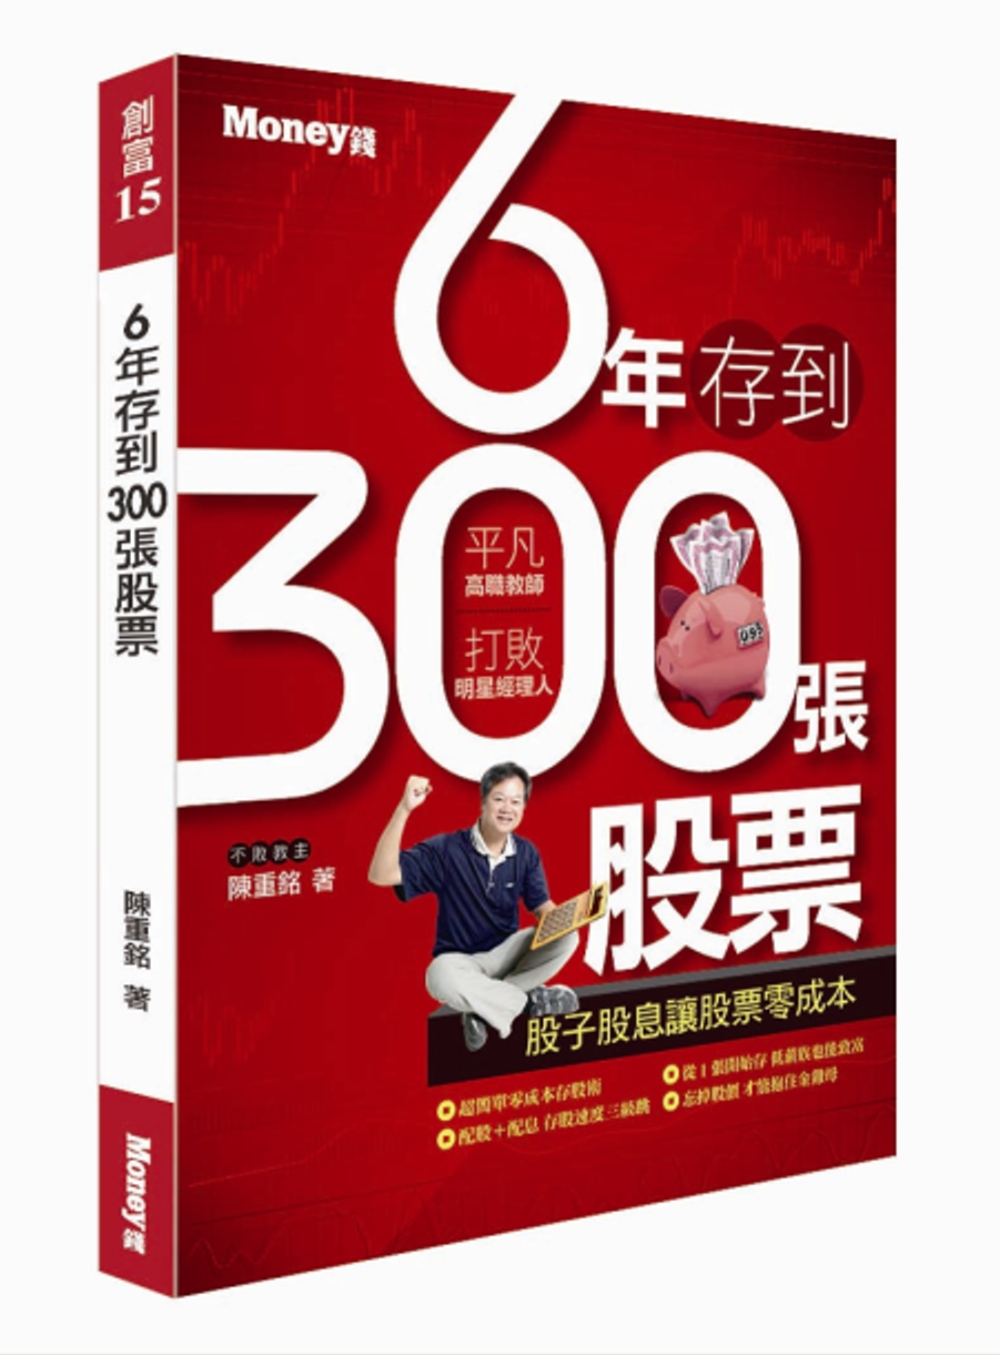 創富
15
6年存到300張股票
陳重銘 著
Money錢
Money錢
6年存到
300張
股票
平凡
高職教師
打敗
明星經理人
不敗教主
陳重銘 著
股子股息讓股票零成本
超簡單零成本存股術
配股+配息 存股速度三級跳
從1張開始存 低薪族也能致富
忘掉股價 才能抱住金雞母